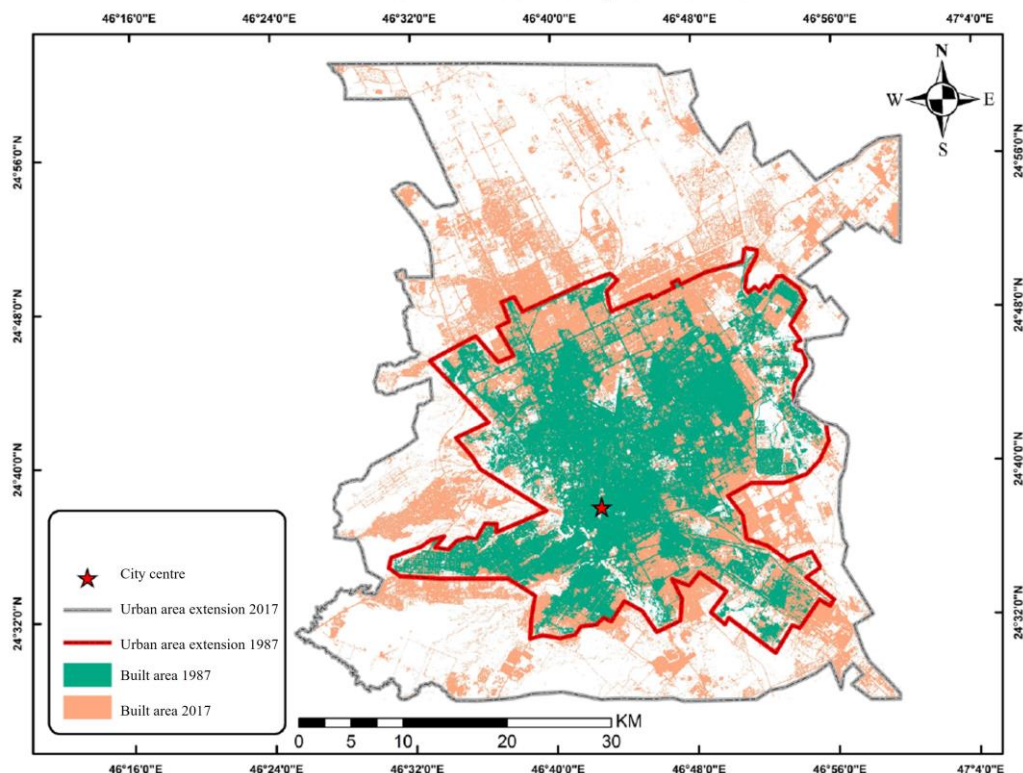 46°16'0"E 46°24'0"E 46°32'0"E 46°40'0"E 46°48'0"E 46°56'0"E 47°4'0"E
N
W E
S
24°56'0"N 24°56'0"N
24°48'0"N 24°48'0"N
24°40'0"N 24°40'0"N
24°32'0"N 24°32'0"N
City centre
Urban area extension 2017
Urban area extension 1987
Built area 1987
Built area 2017
KM
0 5 10 20 30
46°16'0"E 46°24'0"E 46°32'0"E 46°40'0"E 46°48'0"E 46°56'0"E 47°4'0"E